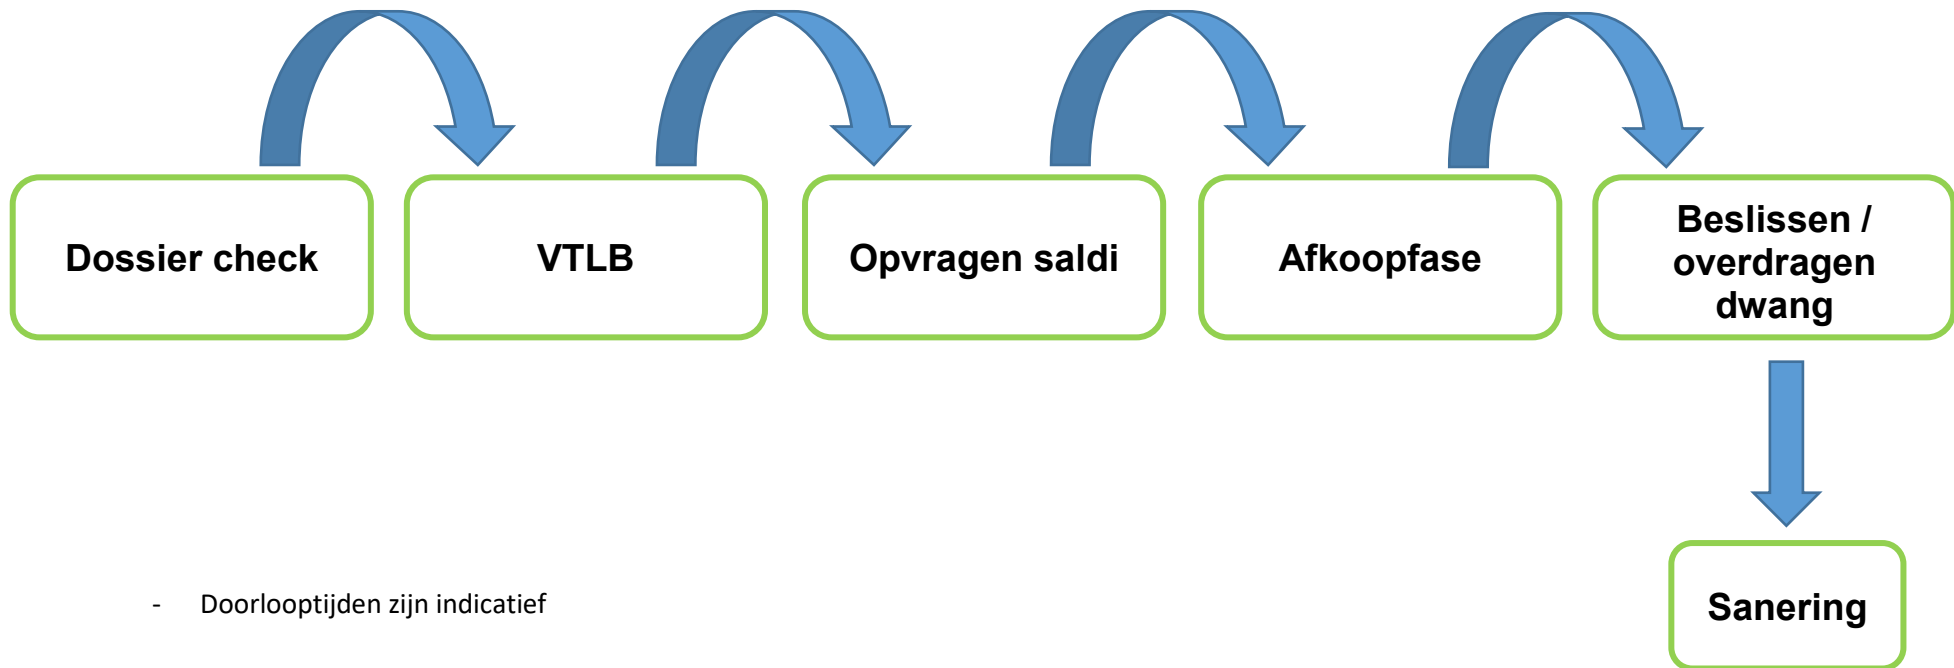 Dossier check
VTLB
Opvragen saldi
Afkoopfase
Beslissen /
overdragen
dwang
Sanering
- Doorlooptijden zijn indicatief